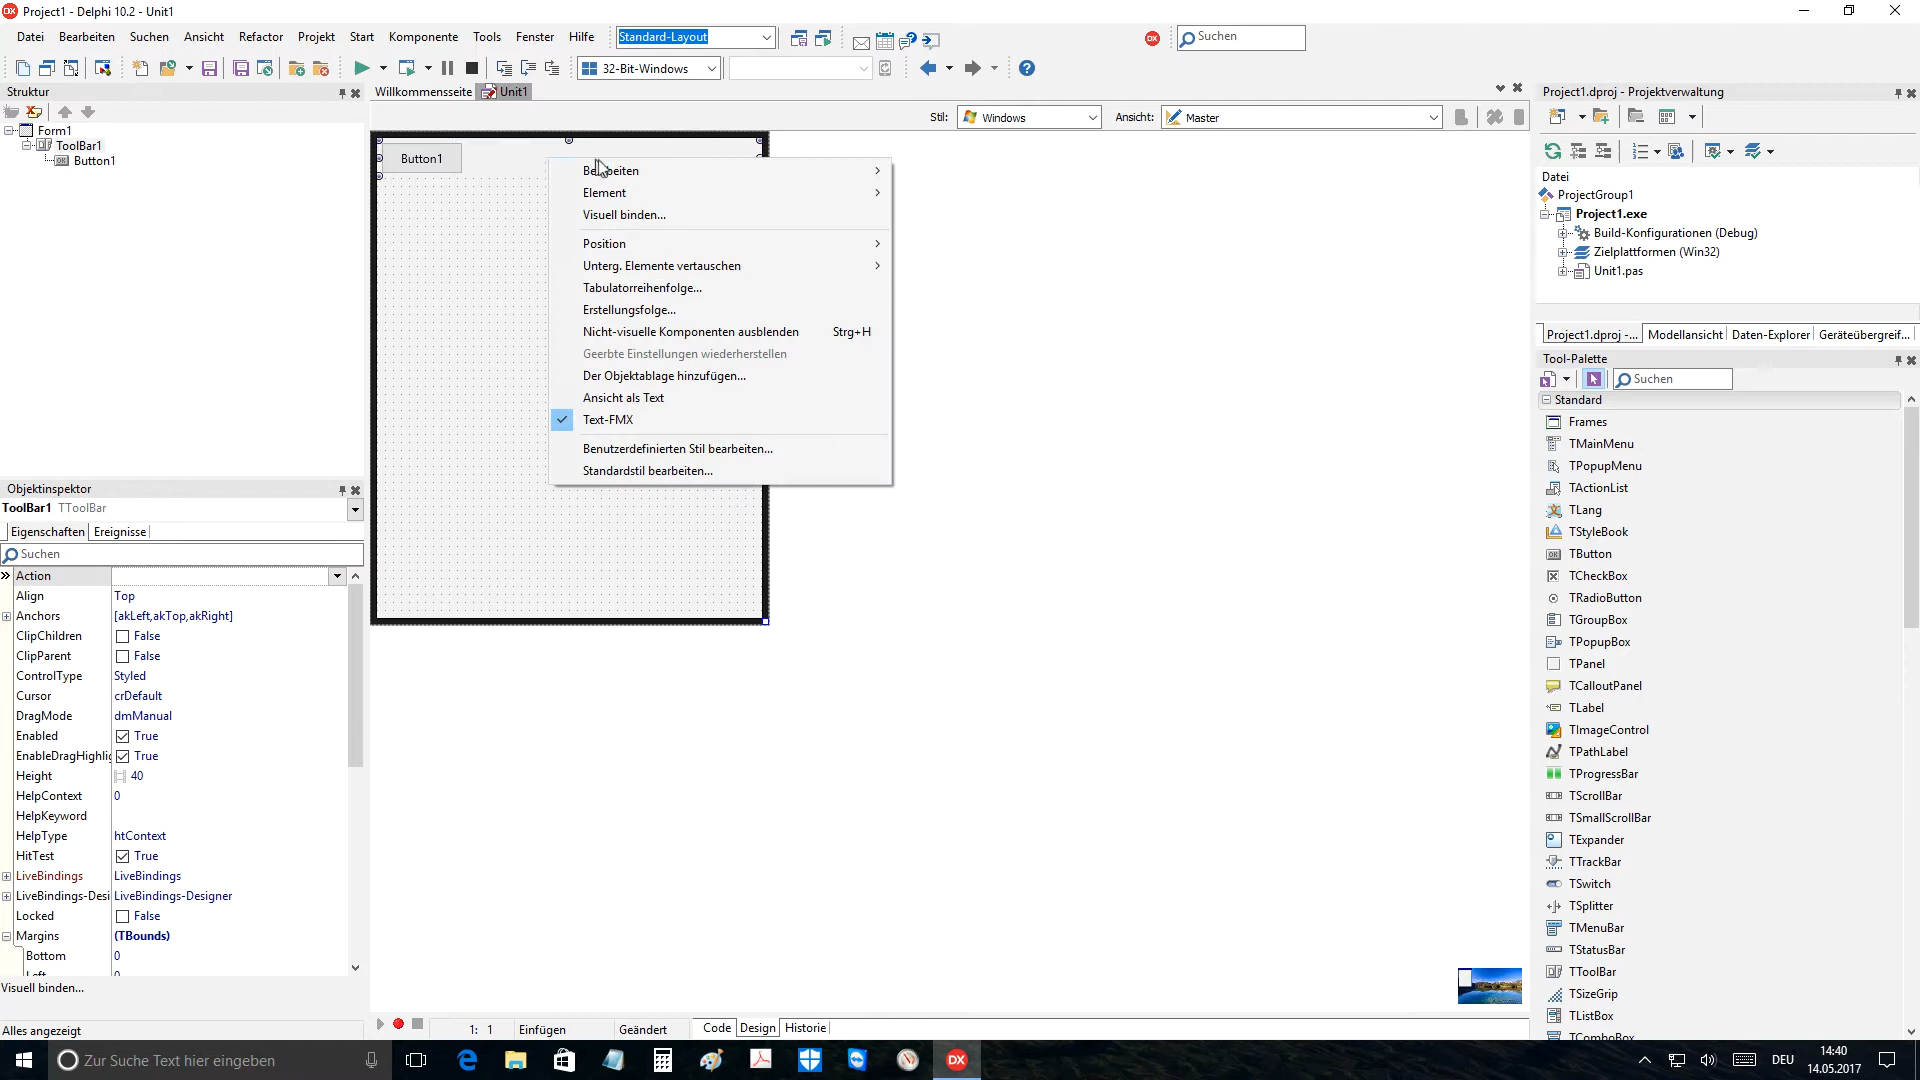 Project1 - Delphi 10.2 - Unit1
Datei Bearbeiten Suchen Ansicht Refactor Projekt Start Komponente Tools Fenster Hilfe Standard-Layout Suchen
32-Bit-Windows
Struktur
Willkommensseite Unit1
Project1.dproj - Projektverwaltung
Stil: Windows Ansicht: Master
Form1
ToolBar1
Button1
Button1
Bearbeiten
Element
Visuell binden...
Position
Unterg. Elemente vertauschen
Tabulatorreihenfolge...
Erstellungsfolge...
Nicht-visuelle Komponenten ausblenden Strg+H
Geerbte Einstellungen wiederherstellen
Der Objektablage hinzufügen...
Ansicht als Text
Text-FMX
Benutzerdefinierten Stil bearbeiten...
Standardstil bearbeiten...
Datei
ProjectGroup1
Project1.exe
Build-Konfigurationen (Debug)
Zielplattformen (Win32)
Unit1.pas
Project1.dproj -... Modellansicht Daten-Explorer Geräteübergreif...
Tool-Palette
Suchen
Standard
Frames
TMainMenu
TPopupMenu
TActionList
TLang
TStyleBook
TButton
TCheckBox
TRadioButton
TGroupBox
TPopupBox
TPanel
TCalloutPanel
TLabel
TImageControl
TPathLabel
TProgressBar
TScrollBar
TSmallScrollBar
TExpander
TTrackBar
TSwitch
TSplitter
TMenuBar
TStatusBar
TToolBar
TSizeGrip
TListBox
TComboBox
Objektinspektor
ToolBar1 TToolBar
Eigenschaften Ereignisse
Suchen
Action
Align Top
Anchors [akLeft,akTop,akRight]
ClipChildren False
ClipParent False
ControlType Styled
Cursor crDefault
DragMode dmManual
Enabled True
EnableDragHighlig True
Height 40
HelpContext 0
HelpKeyword
HelpType htContext
HitTest True
LiveBindings LiveBindings
LiveBindings-Desi LiveBindings-Designer
Locked False
Margins (TBounds)
Bottom 0
Left 0
Visuell binden...
Alles angezeigt
1: 1 Einfügen Geändert Code Design Historie
Zur Suche Text hier eingeben
DEU
14:40
14.05.2017